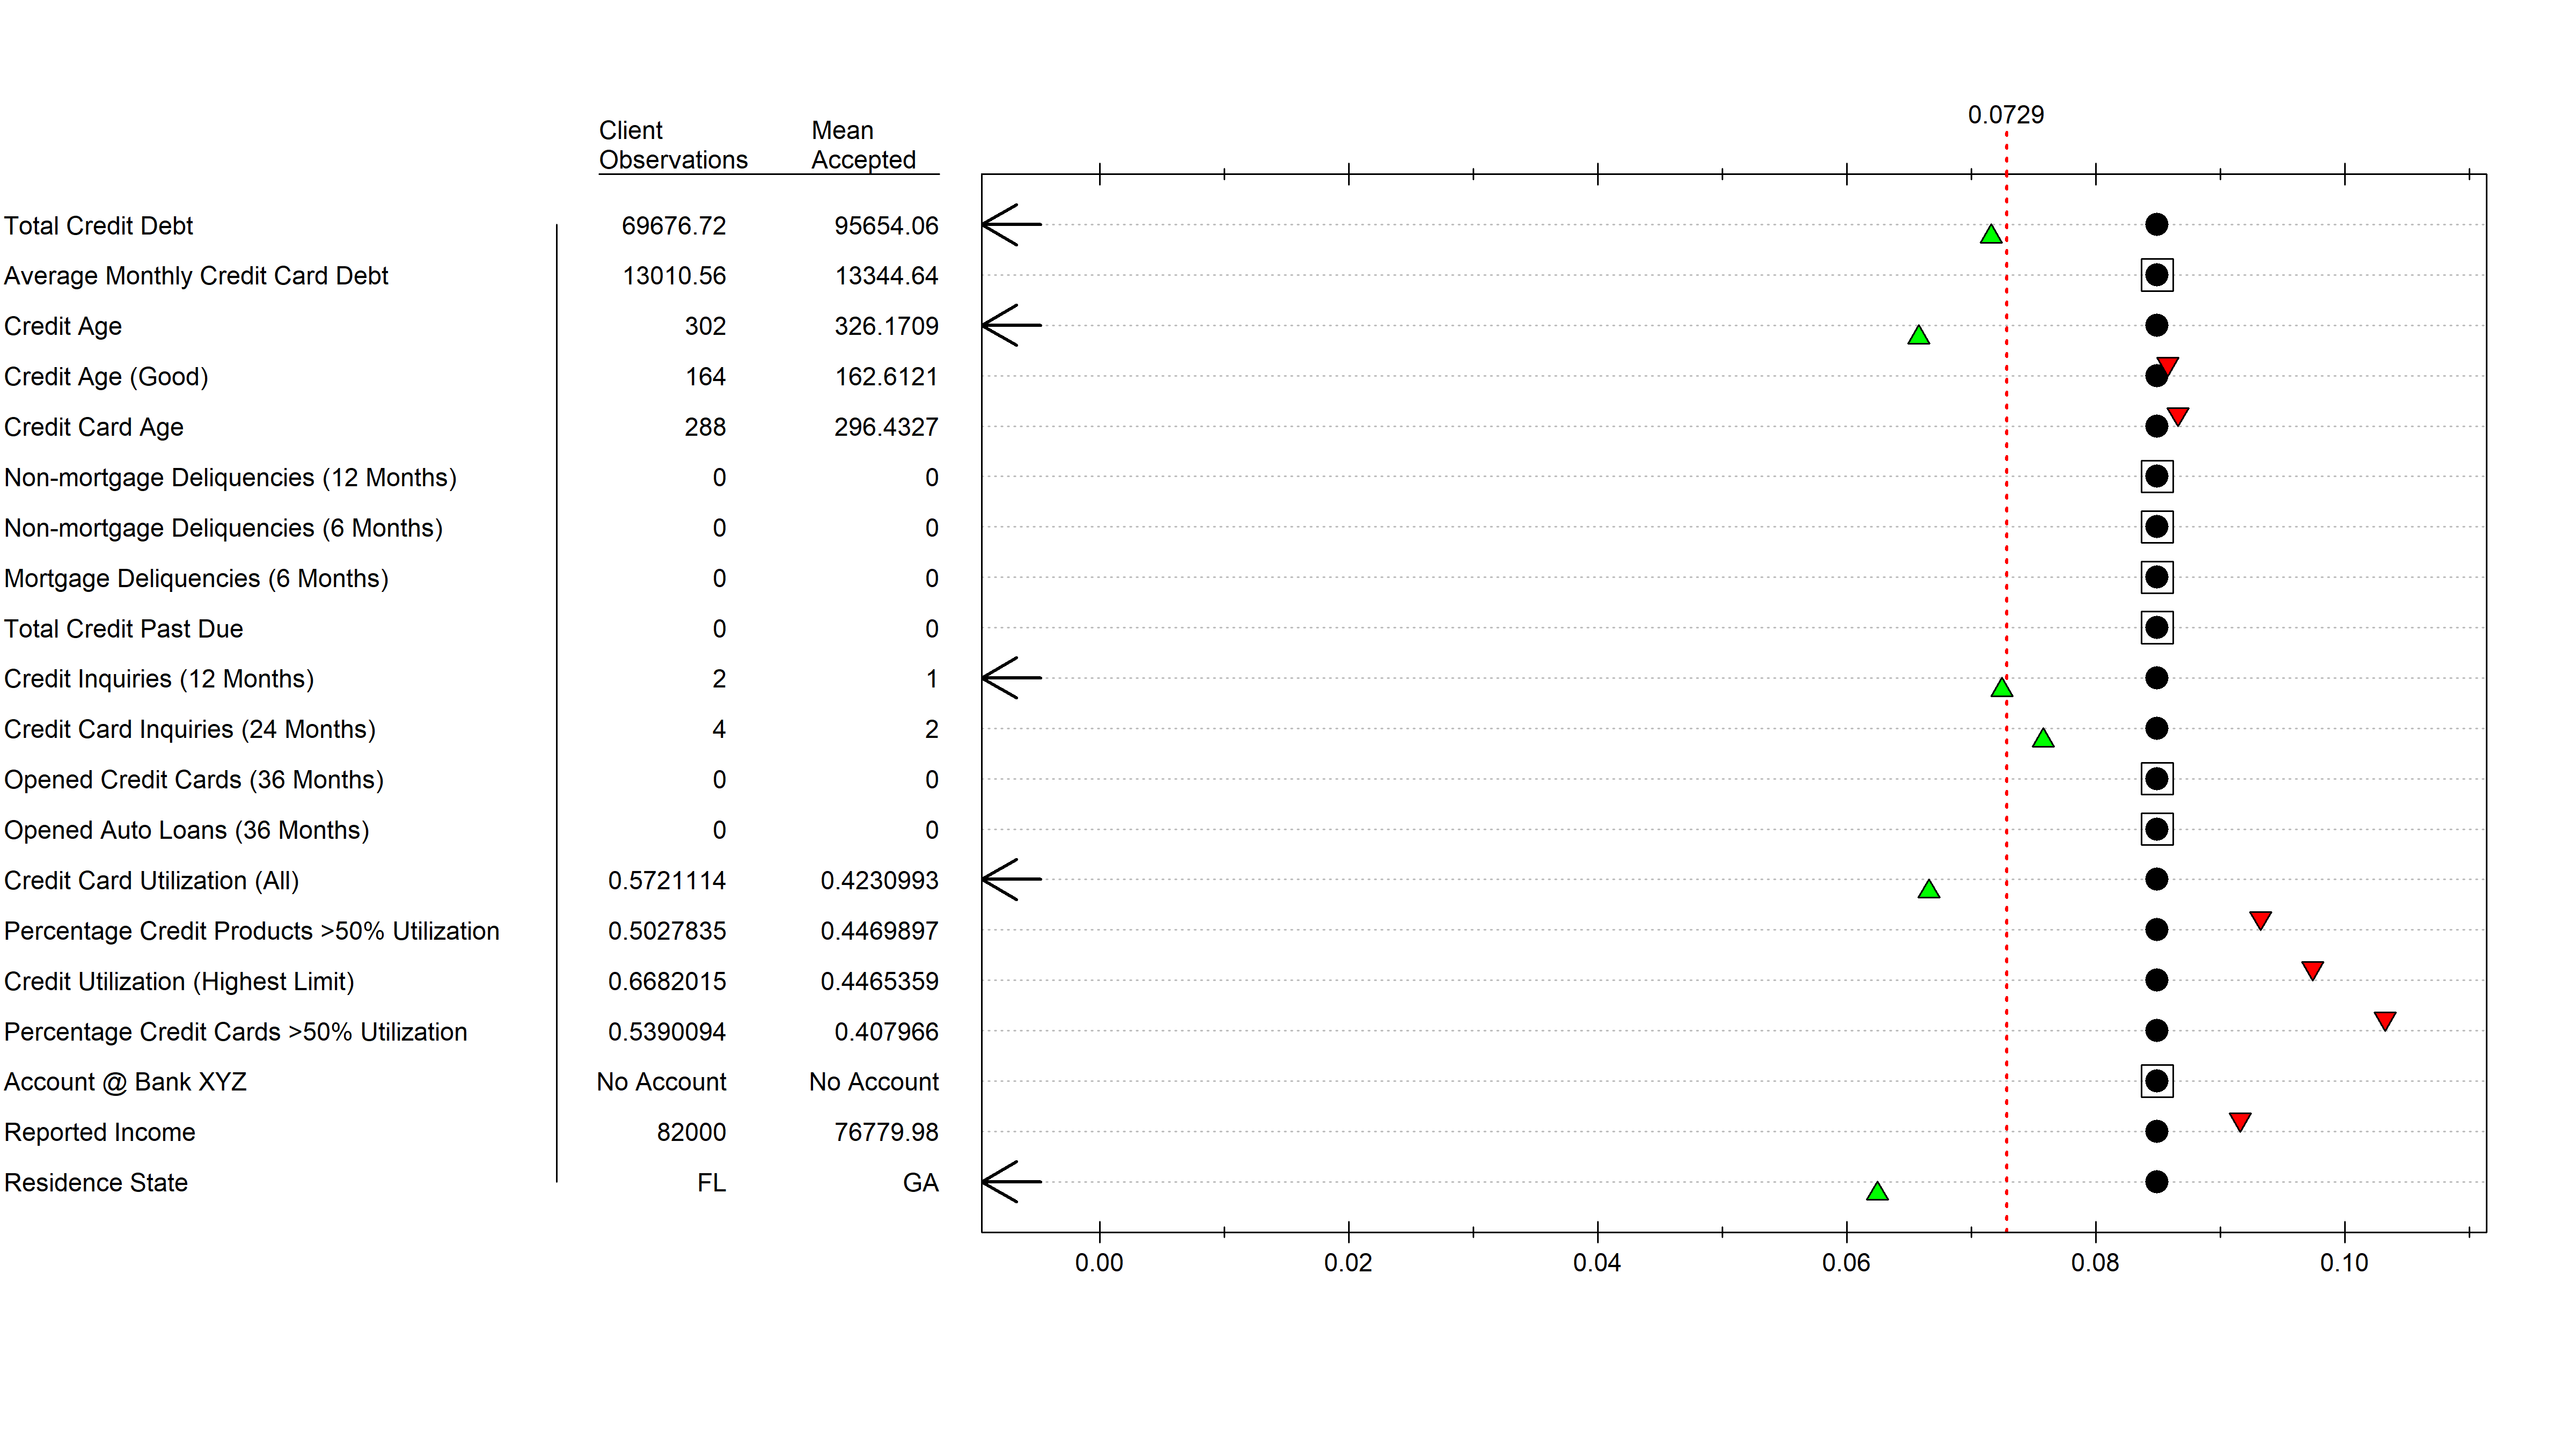 0.0729
Client Mean
Observations Accepted
Total Credit Debt 69676.72 95654.06
Average Monthly Credit Card Debt 13010.56 13344.64
Credit Age 302 326.1709
Credit Age (Good) 164 162.6121
Credit Card Age 288 296.4327
Non-mortgage Deliquencies (12 Months) 0 0
Non-mortgage Deliquencies (6 Months) 0 0
Mortgage Deliquencies (6 Months) 0 0
Total Credit Past Due 0 0
Credit Inquiries (12 Months) 2 1
Credit Card Inquiries (24 Months) 4 2
Opened Credit Cards (36 Months) 0 0
Opened Auto Loans (36 Months) 0 0
Credit Card Utilization (All) 0.5721114 0.4230993
Percentage Credit Products >50% Utilization 0.5027835 0.4469897
Credit Utilization (Highest Limit) 0.6682015 0.4465359
Percentage Credit Cards >50% Utilization 0.5390094 0.407966
Account @ Bank XYZ No Account No Account
Reported Income 82000 76779.98
Residence State FL GA
0.00 0.02 0.04 0.06 0.08 0.10